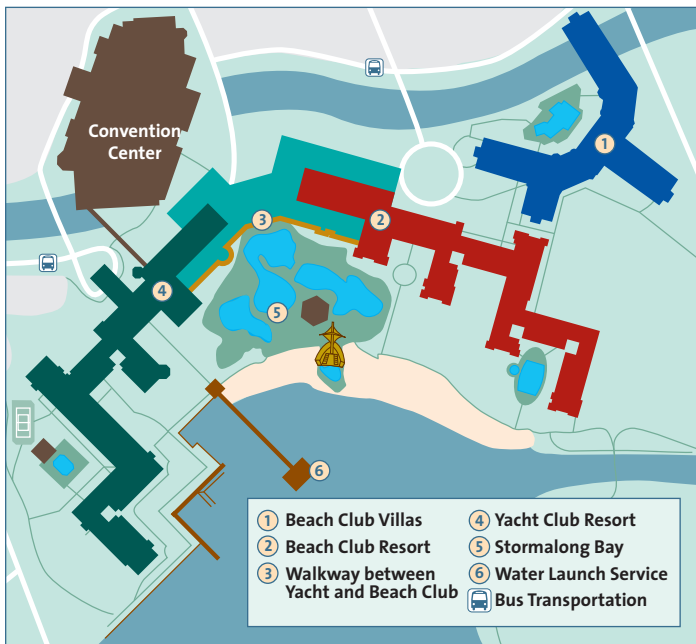 Convention
Center
1
2
3
4
5
6
1 Beach Club Villas
2 Beach Club Resort
3 Walkway between
Yacht and Beach Club
4 Yacht Club Resort
5 Stormalong Bay
6 Water Launch Service
Bus Transportation